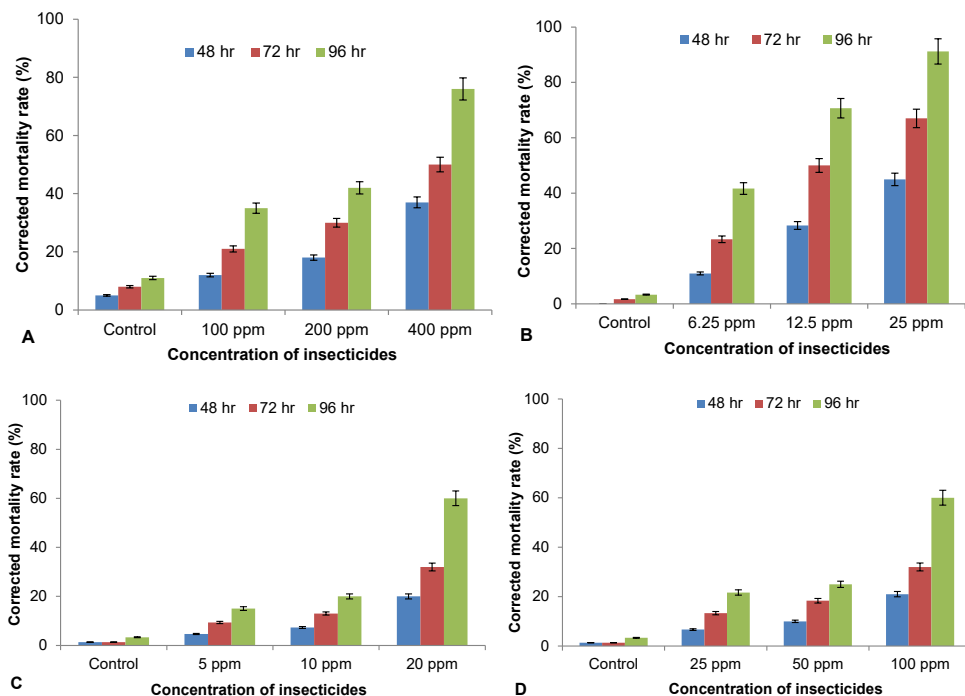 100
80
60
40
20
0
Corrected mortality rate (%)
48 hr 72 hr 96 hr
Control 100 ppm 200 ppm 400 ppm
Concentration of insecticides
A
100
80
60
40
20
0
Corrected mortality rate (%)
48 hr 72 hr 96 hr
Control 6.25 ppm 12.5 ppm 25 ppm
Concentration of insecticides
B
100
80
60
40
20
0
Corrected mortality rate (%)
48 hr 72 hr 96 hr
Control 5 ppm 10 ppm 20 ppm
Concentration of insecticides
C
100
80
60
40
20
0
Corrected mortality rate (%)
48 hr 72 hr 96 hr
Control 25 ppm 50 ppm 100 ppm
Concentration of insecticides
D